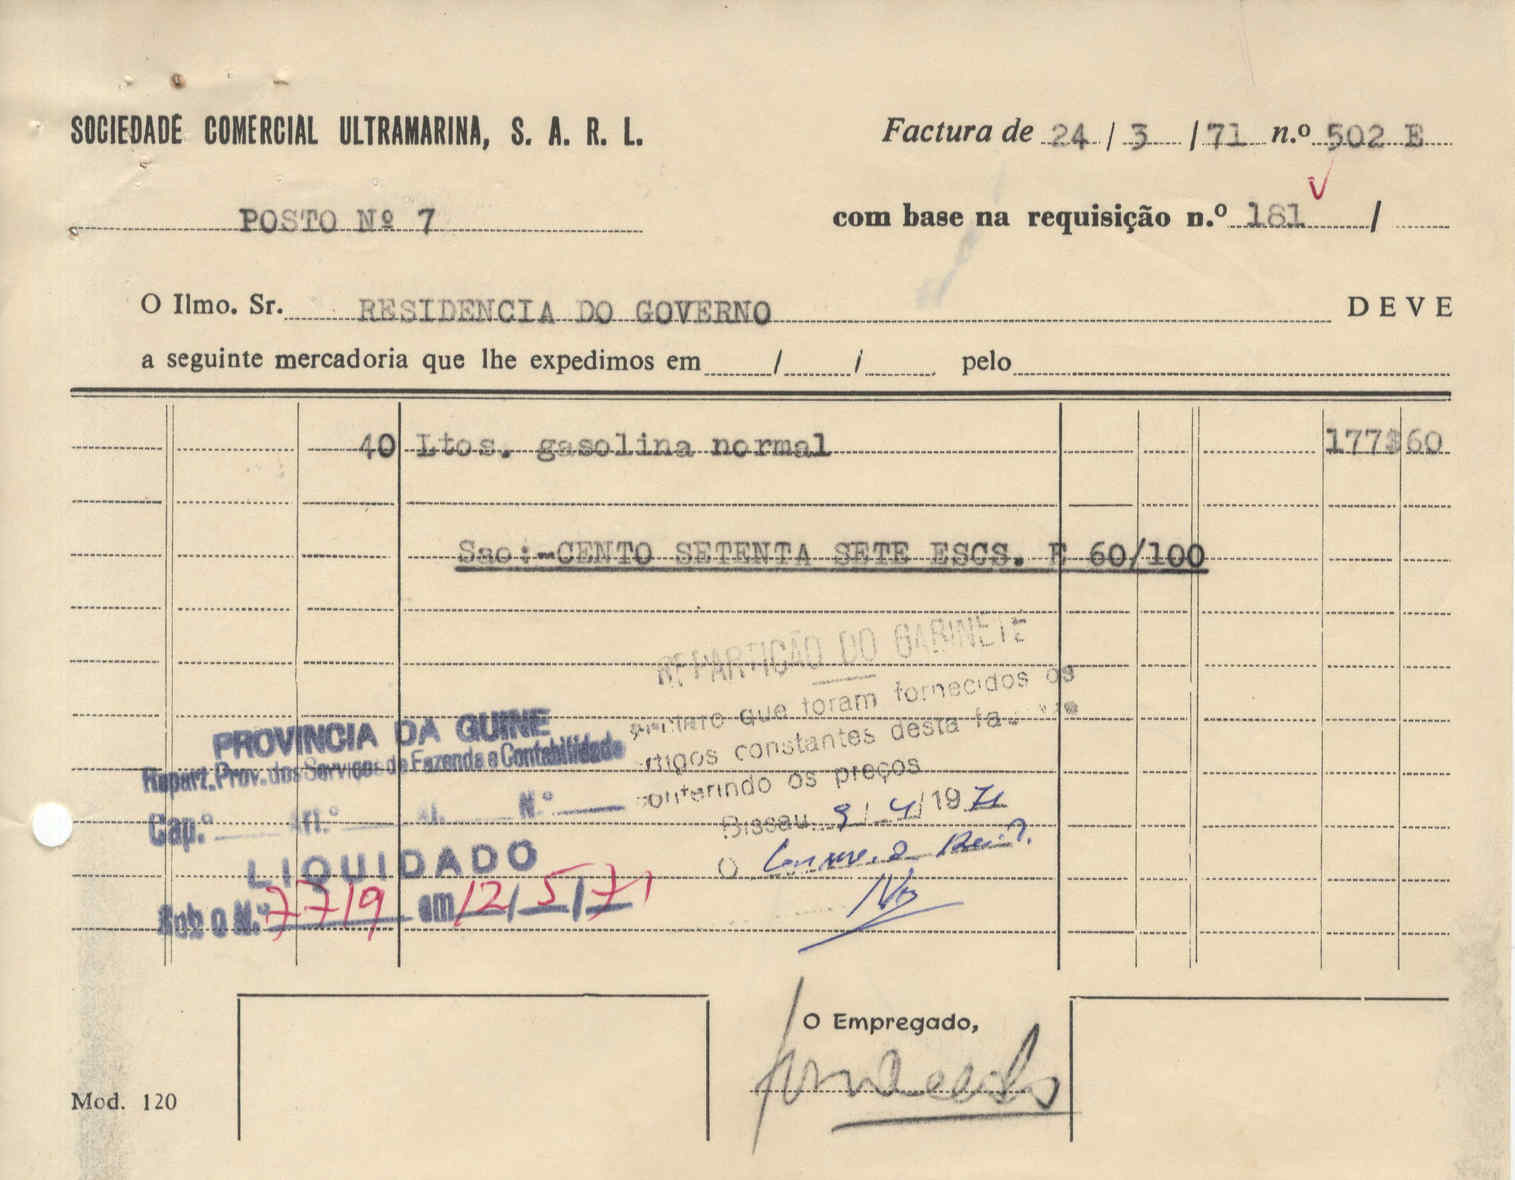 SOCIEDADE COMERCIAL ULTRAMARINA, S. A. R. L.
Factura de 24 / 3 / 71 n.º 502 E
POSTO Nº 7
com base na requisição n.º 181 /
O Ilmo. Sr. RESIDENCIA DO GOVERNO DEVE
a seguinte mercadoria que lhe expedimos em / / pelo
40 Ltos. gasolina normal 177$60
Sao:-CENTO SETENTA SETE ESCS. E 60/100
REPARTIÇÃO DO GABINETE
que foram fornecidos os
artigos constantes desta
conferindo os preços
Bissau 9 / 4 / 1971
O
PROVINCIA DA GUINE
Repart. Prov. dos Serviços de Fazenda e Contabilidade
Cap.º N.º
LIQUIDADO
Sob o N.º 7719 em 12/5/71
O Empregado,
Mod. 120